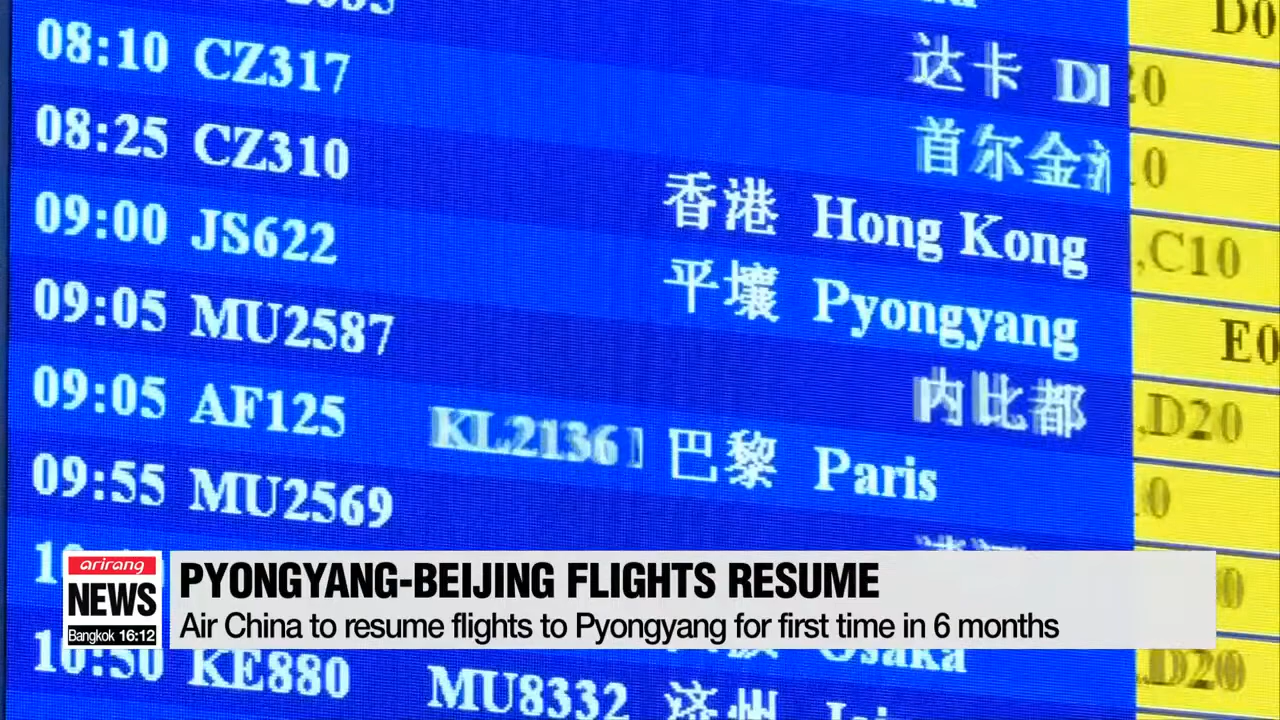 达卡 D
08:10 CZ317 首尔金
08:25 CZ310 香港 Hong Kong
09:00 JS622 平壤 Pyongyang ,C10
09:05 MU2587 内比都
09:05 AF125 KL2136 巴黎 Paris ,D20
09:55 MU2569
Osaka
10:50 KE880 MU8332 济州
D20
arirang
NEWS
Bangkok 16:12
PYONGYANG-BEIJING FLIGHTS RESUME
Air China to resume flights to Pyongyang for first time in 6 months